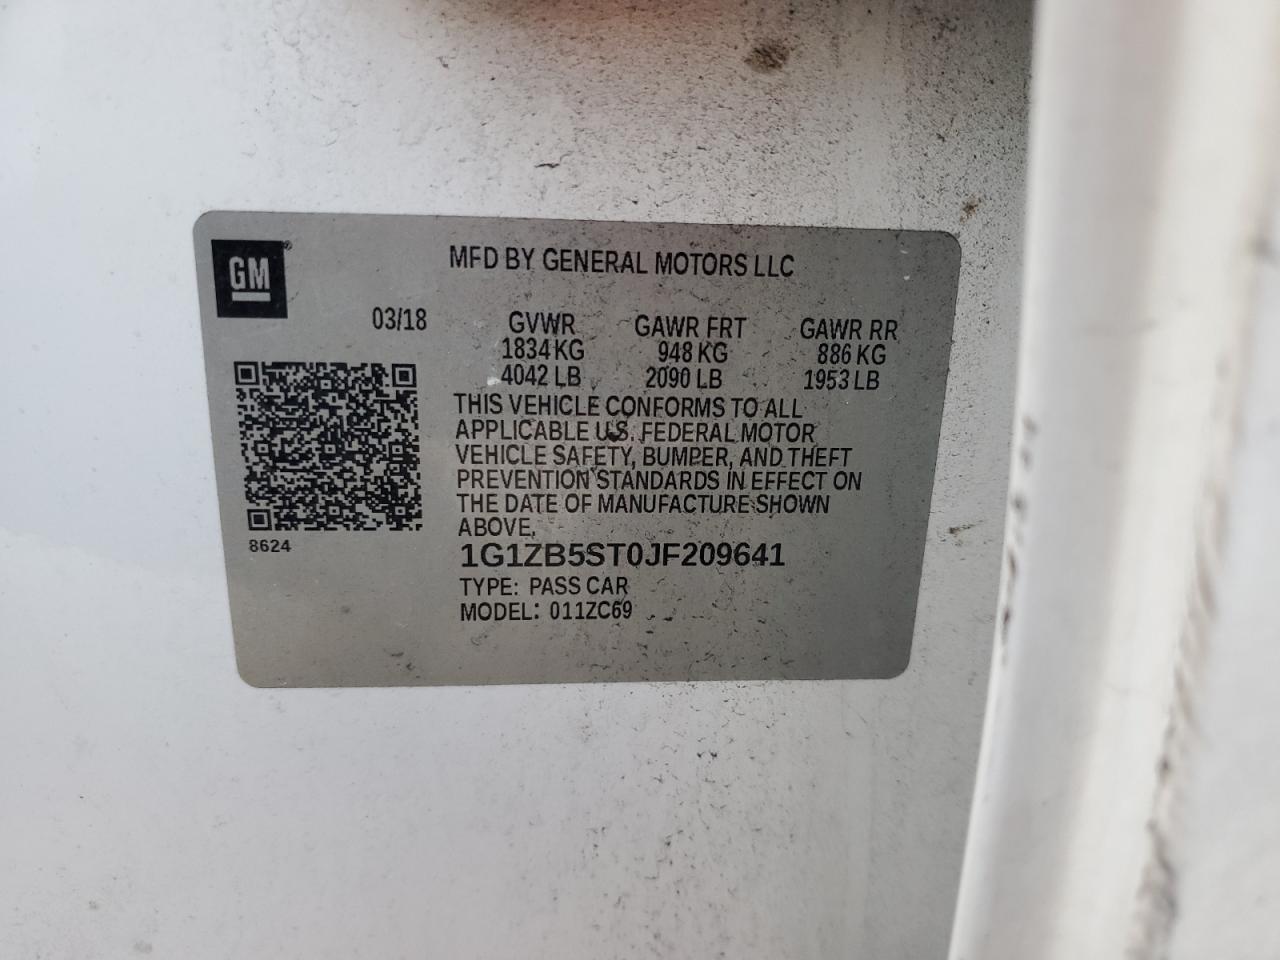 GM
MFD BY GENERAL MOTORS LLC
03/18 GVWR GAWR FRT GAWR RR
1834 KG 948 KG 886 KG
4042 LB 2090 LB 1953 LB
THIS VEHICLE CONFORMS TO ALL
APPLICABLE U.S. FEDERAL MOTOR
VEHICLE SAFETY, BUMPER, AND THEFT
PREVENTION STANDARDS IN EFFECT ON
THE DATE OF MANUFACTURE SHOWN
ABOVE.
8624
1G1ZB5ST0JF209641
TYPE: PASS CAR
MODEL: 011ZC69